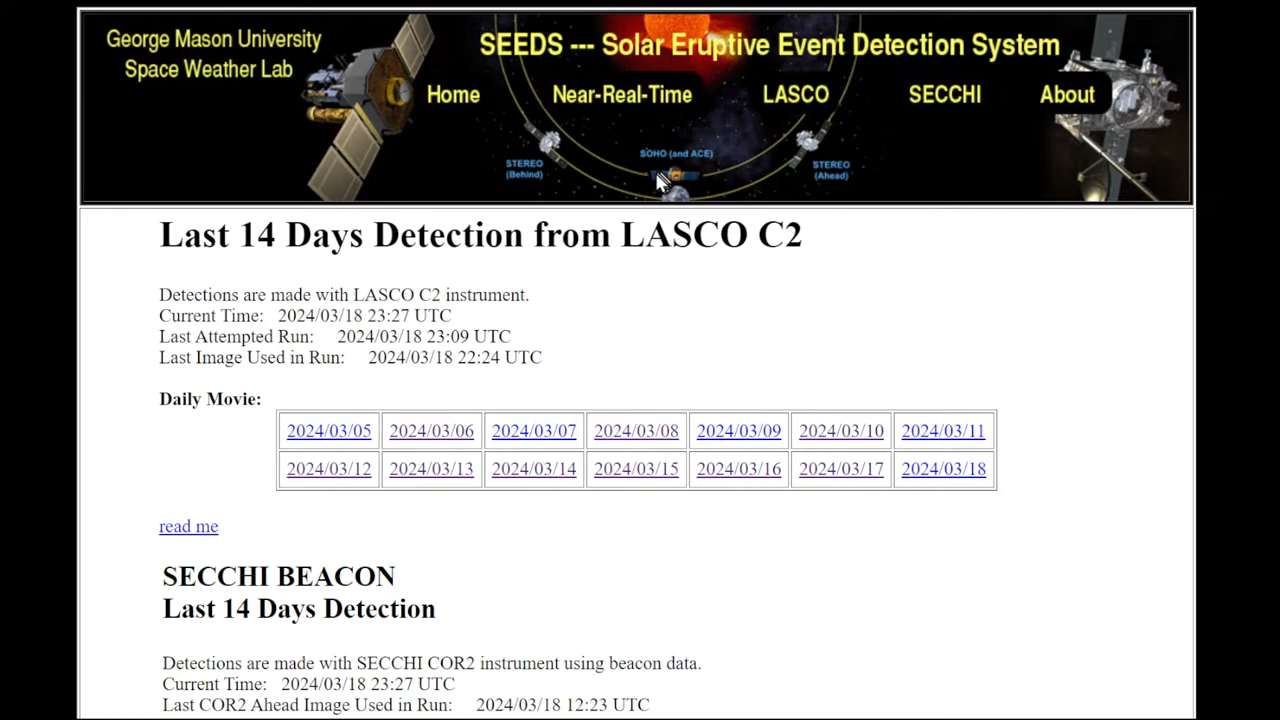 George Mason University
Space Weather Lab
SEEDS --- Solar Eruptive Event Detection System
Home Near-Real-Time LASCO SECCHI About
SOHO (and ACE)
STEREO
(Behind)
STEREO
(Ahead)
Last 14 Days Detection from LASCO C2
Detections are made with LASCO C2 instrument.
Current Time: 2024/03/18 23:27 UTC
Last Attempted Run: 2024/03/18 23:09 UTC
Last Image Used in Run: 2024/03/18 22:24 UTC
Daily Movie:
2024/03/05 2024/03/06 2024/03/07 2024/03/08 2024/03/09 2024/03/10 2024/03/11
2024/03/12 2024/03/13 2024/03/14 2024/03/15 2024/03/16 2024/03/17 2024/03/18
read me
SECCHI BEACON
Last 14 Days Detection
Detections are made with SECCHI COR2 instrument using beacon data.
Current Time: 2024/03/18 23:27 UTC
Last COR2 Ahead Image Used in Run: 2024/03/18 12:23 UTC